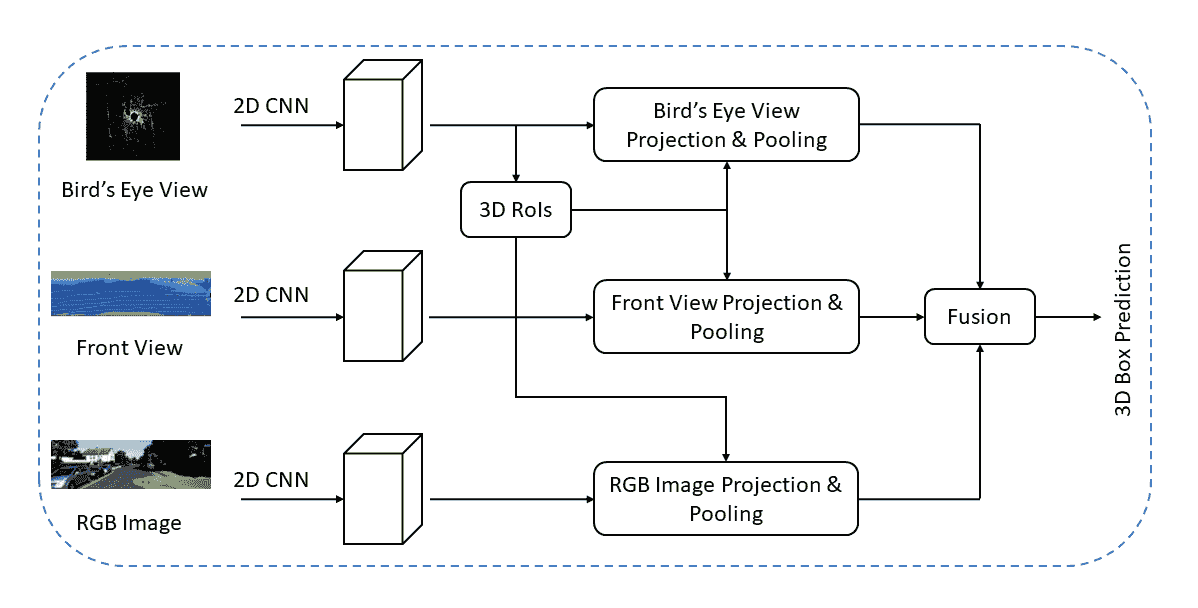 2D CNN
Bird’s Eye View
Bird’s Eye View
Projection & Pooling
3D RoIs
2D CNN
Front View
Front View Projection &
Pooling
Fusion
3D Box Prediction
2D CNN
RGB Image
RGB Image Projection &
Pooling